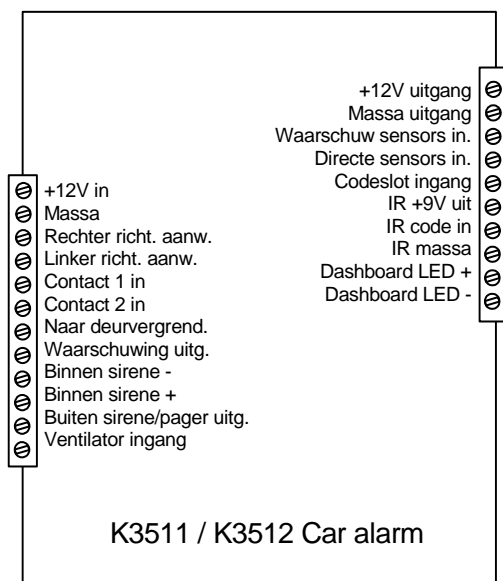 +12V uitgang
Massa uitgang
Waarschuw sensors in.
Directe sensors in.
Codeslot ingang
IR +9V uit
IR code in
IR massa
Dashboard LED +
Dashboard LED -
+12V in
Massa
Rechter richt. aanw.
Linker richt. aanw.
Contact 1 in
Contact 2 in
Naar deurvergrend.
Waarschuwing uitg.
Binnen sirene -
Binnen sirene +
Buiten sirene/pager uitg.
Ventilator ingang
K3511 / K3512 Car alarm